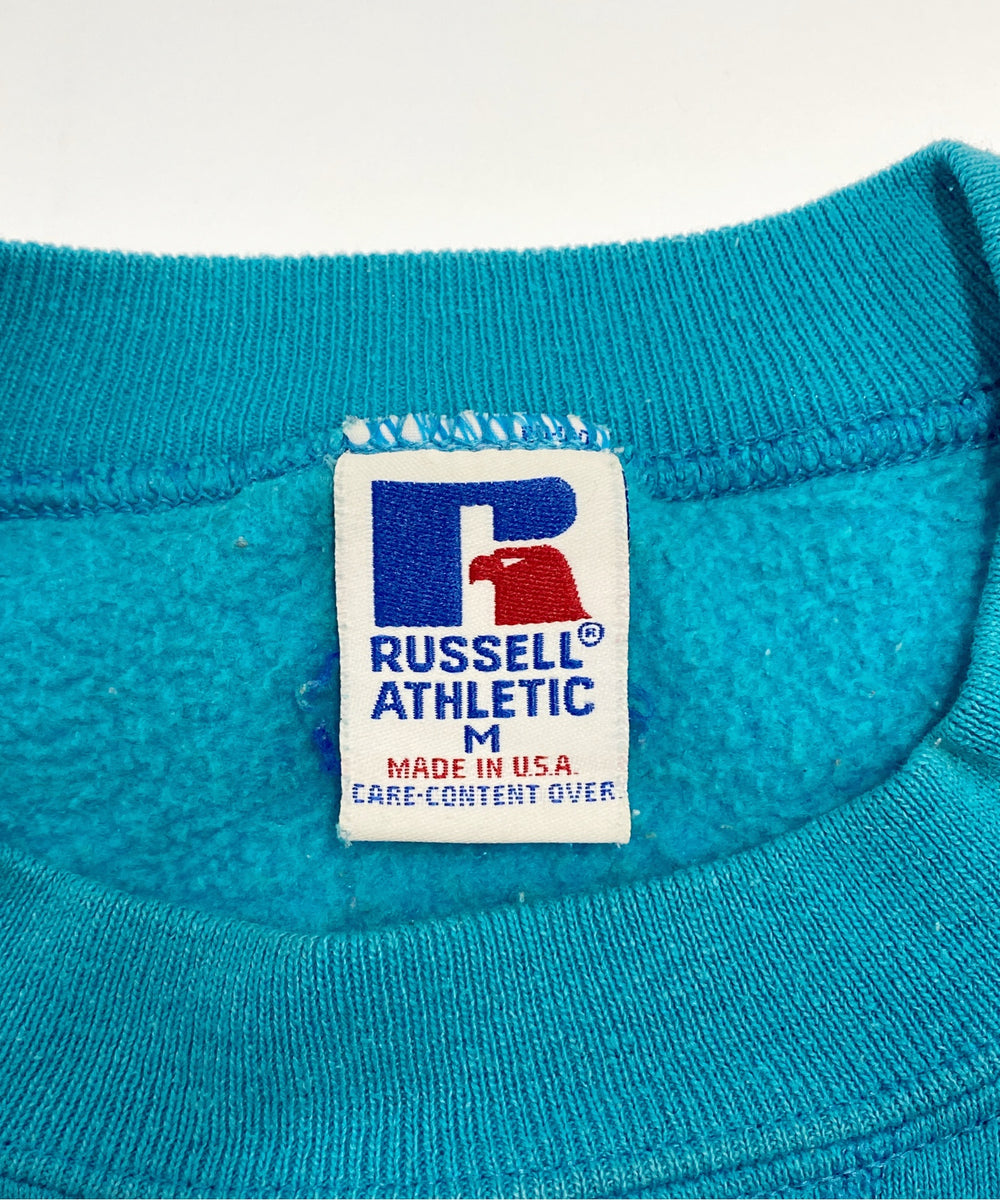 RUSSELL®
ATHLETIC
M
MADE IN U.S.A.
CARE-CONTENT OVER